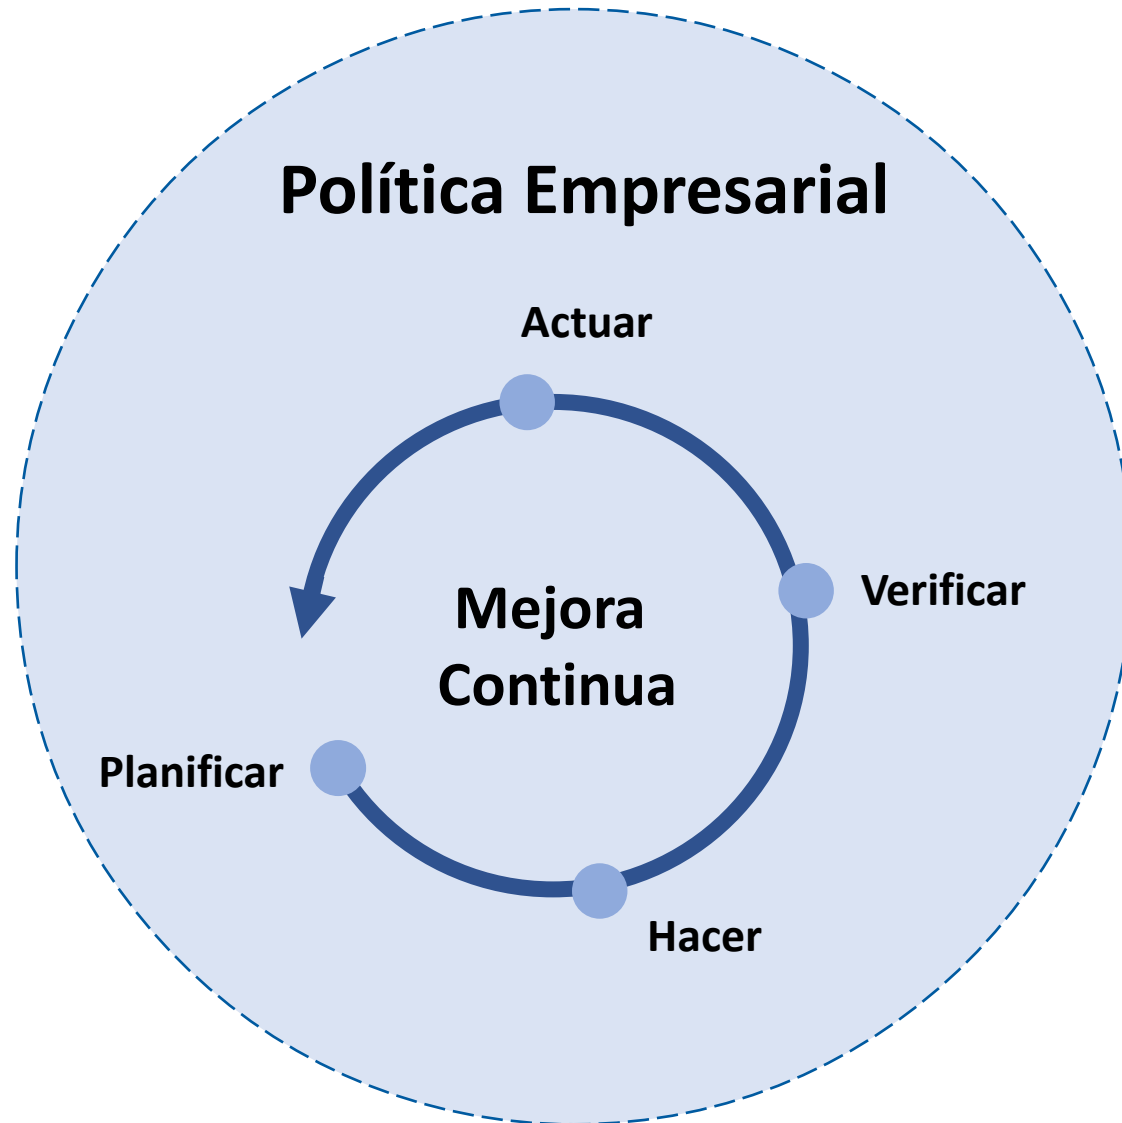 Política Empresarial
Actuar
Verificar
Mejora
Continua
Planificar
Hacer